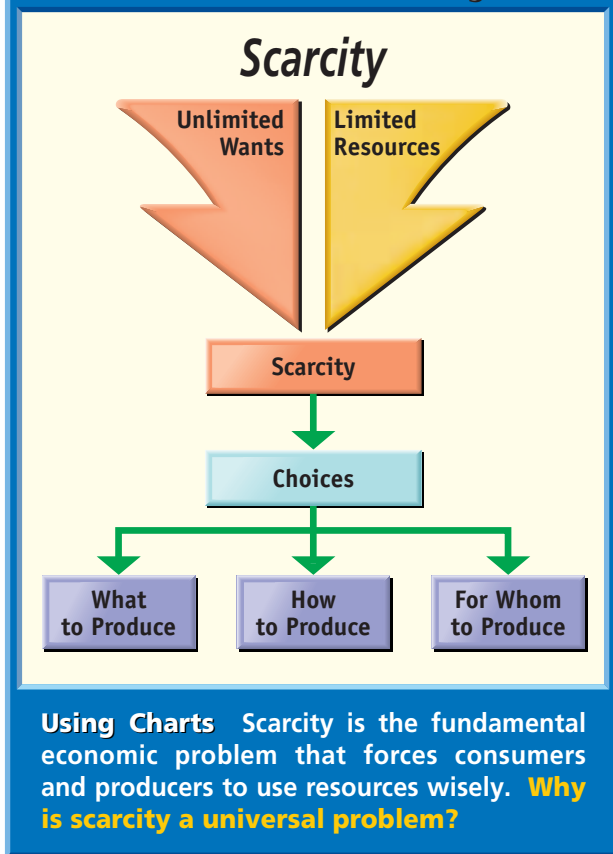 Scarcity
Unlimited
Wants
Limited
Resources
Scarcity
Choices
What
to Produce
How
to Produce
For Whom
to Produce
Using Charts Scarcity is the fundamental
economic problem that forces consumers
and producers to use resources wisely. Why
is scarcity a universal problem?